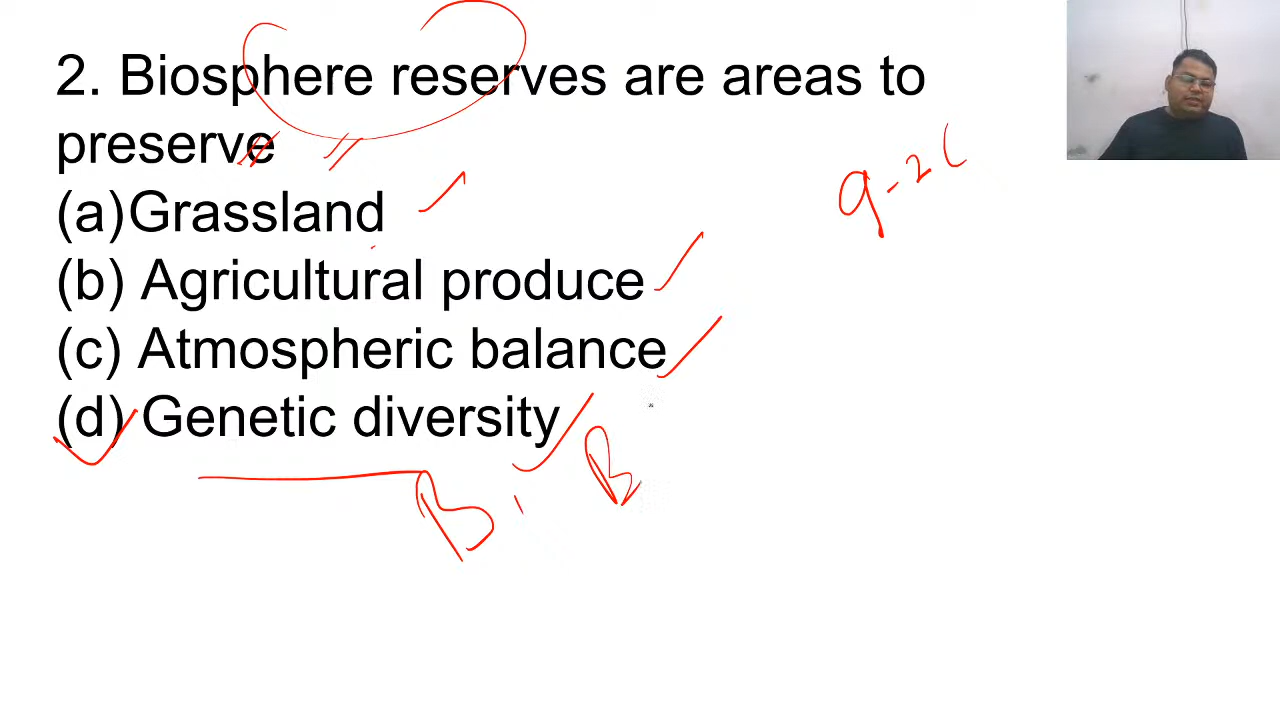 2. Biosphere reserves are areas to
preserve
(a)Grassland
(b) Agricultural produce
(c) Atmospheric balance
(d) Genetic diversity
B
B